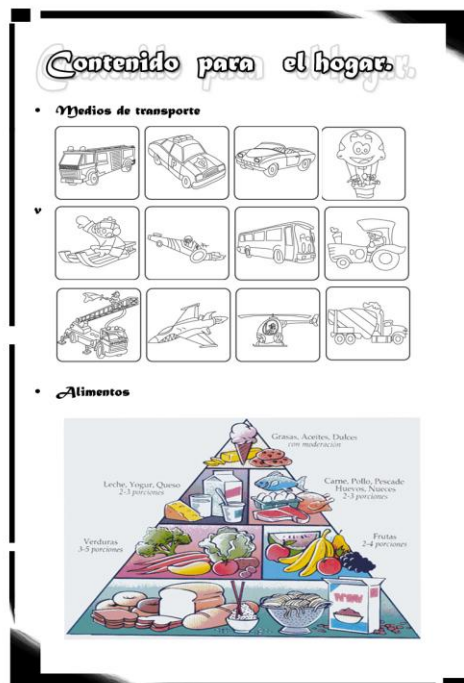 Contenido para el hogar.
• Medios de transporte
v
• Alimentos
Grasas, Aceites, Dulces
con moderación
Leche, Yogur, Queso
2-3 porciones
Carne, Pollo, Pescade
Huevos, Nueces
2-3 porciones
Verduras
3-5 porciones
Frutas
2-4 porciones